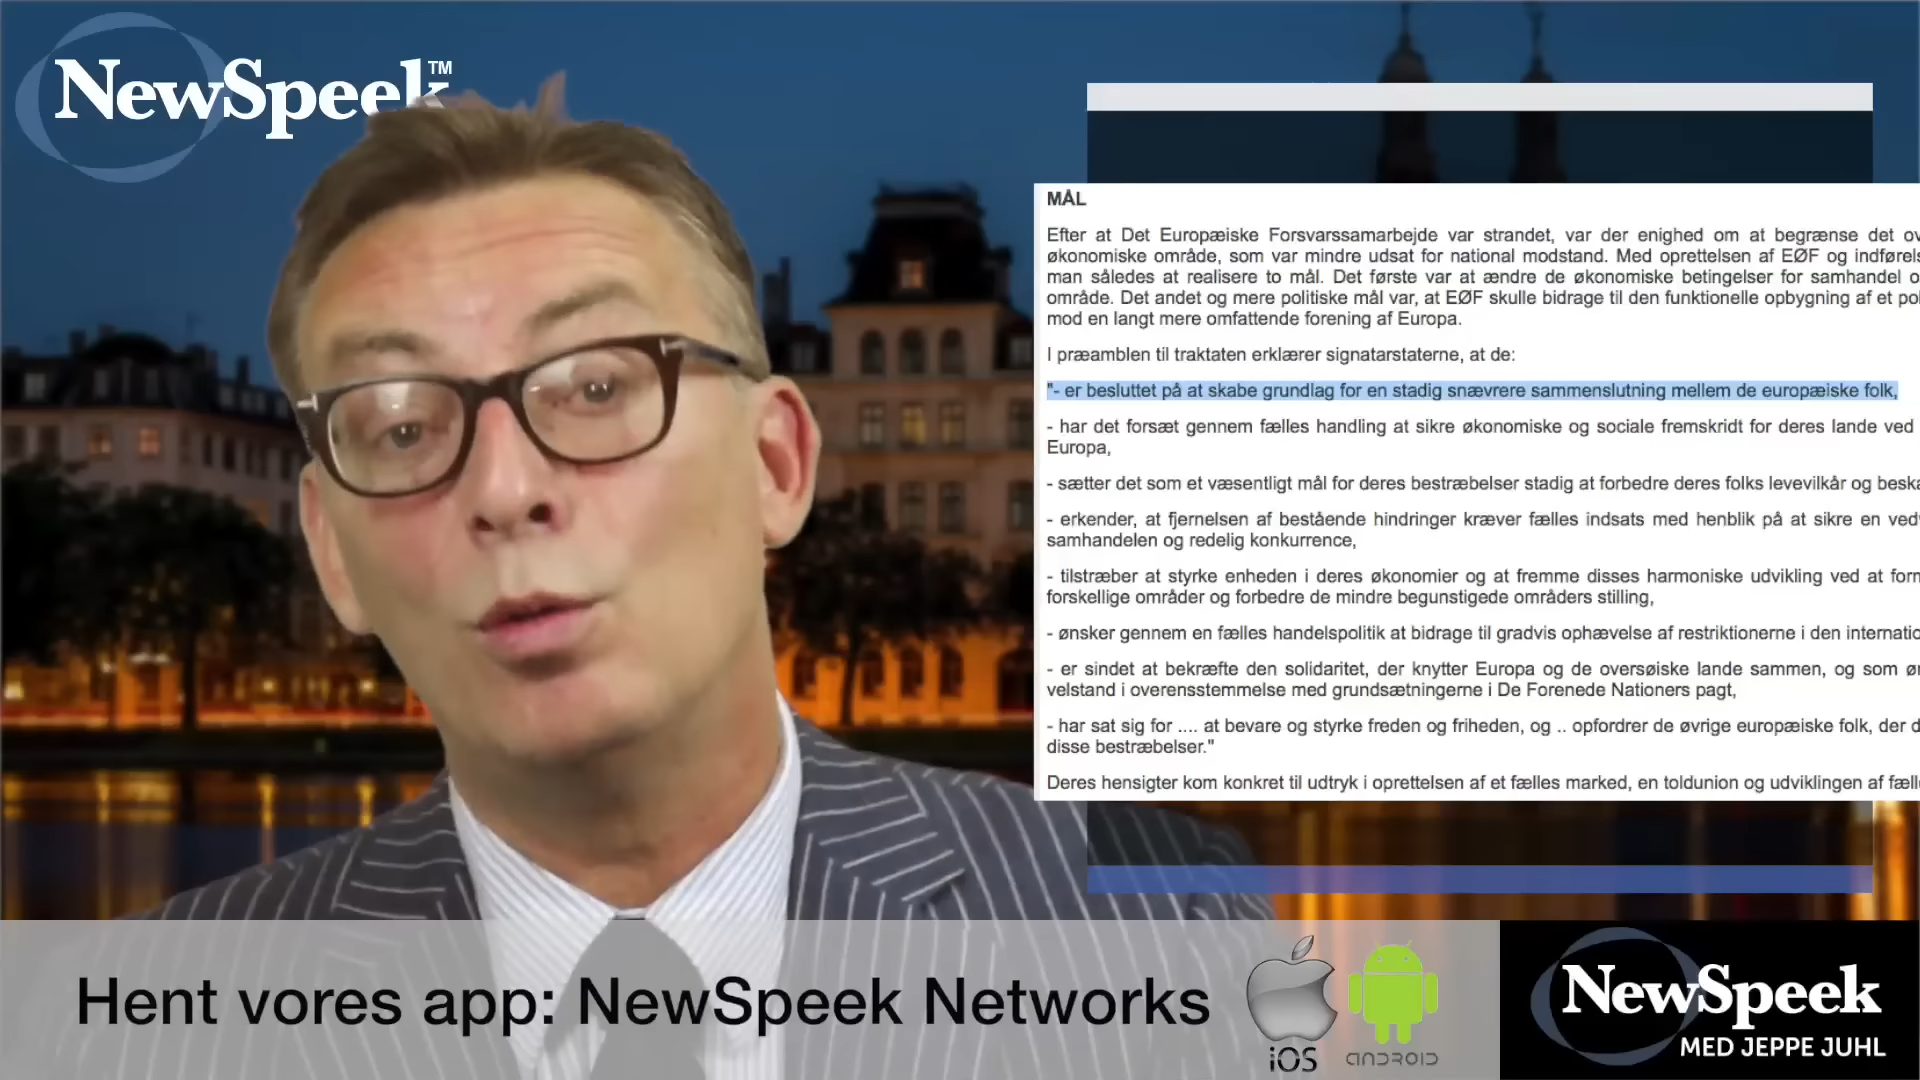 NewSpeek™
MÅL
Efter at Det Europæiske Forsvarssamarbejde var strandet, var der enighed om at begrænse det
økonomiske område, som var mindre udsat for national modstand. Med oprettelsen af EØF og
man således at realisere to mål. Det første var at ændre de økonomiske betingelser for samhandel
område. Det andet og mere politiske mål var, at EØF skulle bidrage til den funktionelle opbygning af et
mod en langt mere omfattende forening af Europa.
I præamblen til traktaten erklærer signatarstaterne, at de:
"- er besluttet på at skabe grundlag for en stadig snævrere sammenslutning mellem de europæiske folk,
- har det forsæt gennem fælles handling at sikre økonomiske og sociale fremskridt for deres lande ved
Europa,
- sætter det som et væsentligt mål for deres bestræbelser stadig at forbedre deres folks levevilkår og
- erkender, at fjernelsen af bestående hindringer kræver fælles indsats med henblik på at sikre en
samhandelen og redelig konkurrence,
- tilstræber at styrke enheden i deres økonomier og at fremme disses harmoniske udvikling ved at
forskellige områder og forbedre de mindre begunstigede områders stilling,
- ønsker gennem en fælles handelspolitik at bidrage til gradvis ophævelse af restriktionerne i den
- er sindet at bekræfte den solidaritet, der knytter Europa og de oversøiske lande sammen, og som
velstand i overensstemmelse med grundsætningerne i De Forenede Nationers pagt,
- har sat sig for .... at bevare og styrke freden og friheden, og .. opfordrer de øvrige europæiske folk, der
disse bestræbelser."
Deres hensigter kom konkret til udtryk i oprettelsen af et fælles marked, en toldunion og udviklingen af
Hent vores app: NewSpeek Networks
iOS
ANDROID
NewSpeek
MED JEPPE JUHL